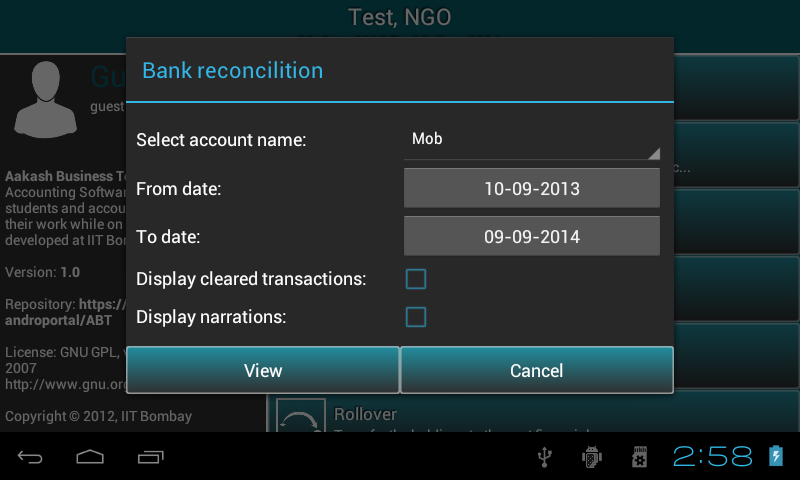 Test, NGO
Bank reconcilition
Select account name:
Mob
From date:
10-09-2013
To date:
09-09-2014
Display cleared transactions:
Display narrations:
View
Cancel
guest
Aakash Business
Accounting Softwar
students and accou
their work while on
developed at IIT Bom
Version: 1.0
Repository: https:/
androportal/ABT
License: GNU GPL,
2007
http://www.gnu.org
Copyright © 2012, IIT Bombay
c...
Rollover
2:58